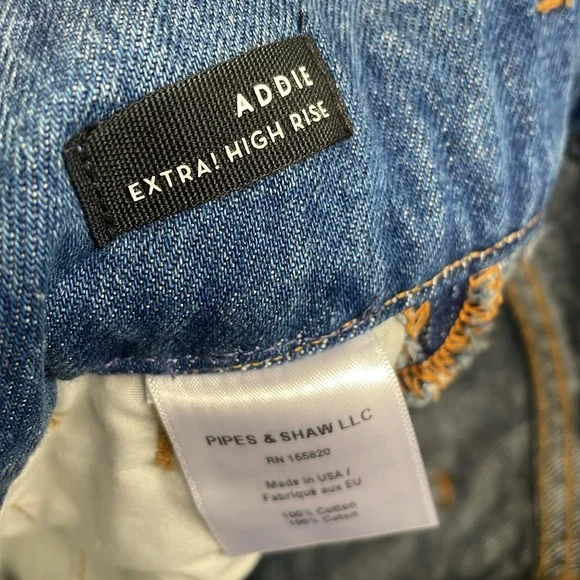 ADDIE
EXTRA! HIGH RISE
PIPES & SHAW LLC
RN 155820
Made in USA /
Fabriqué aux EU
100% Cotton
100% Coton